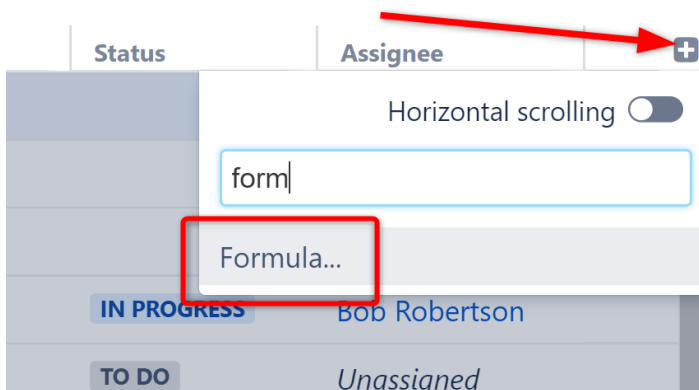 Status Assignee
Horizontal scrolling
form
Formula...
IN PROGRESS Bob Robertson
TO DO Unassigned